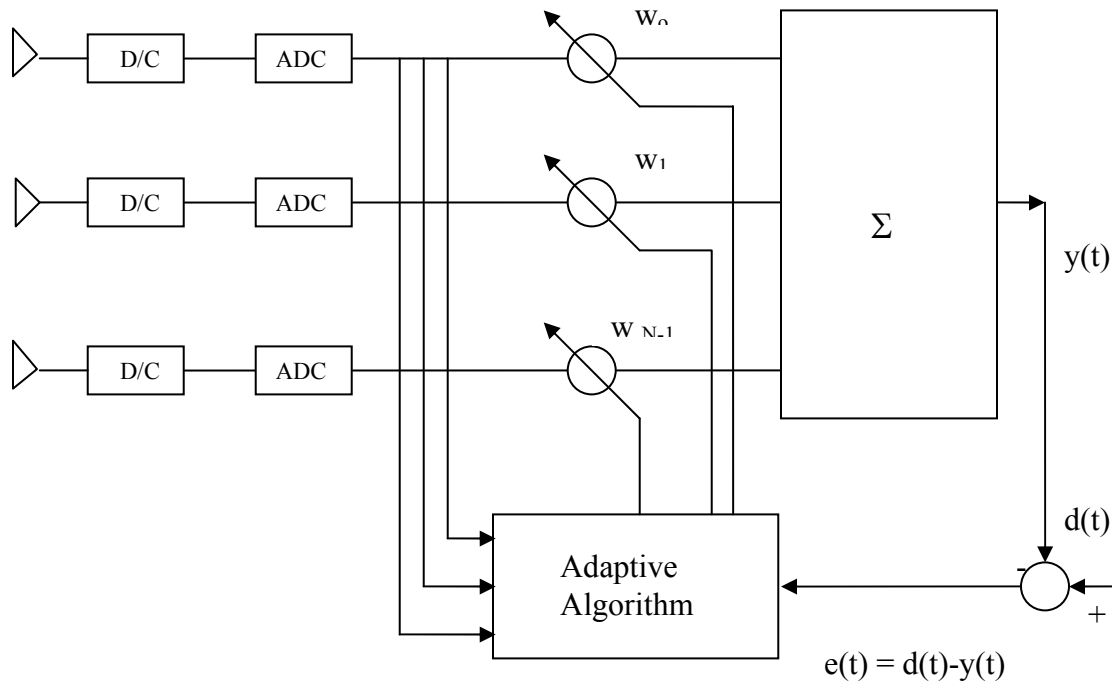 w₀
D/C ADC
w₁
D/C ADC
Σ
y(t)
w N-1
D/C ADC
d(t)
-
Adaptive
Algorithm
+
e(t) = d(t)-y(t)